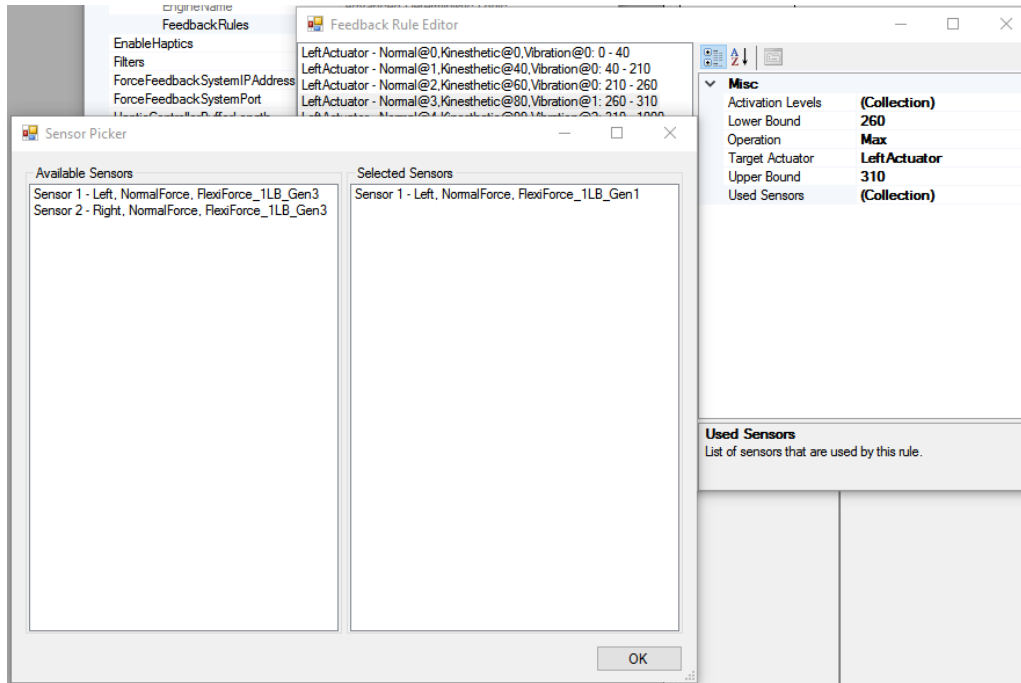 EngineName
FeedbackRules
EnableHaptics
Filters
ForceFeedbackSystemIPAddress
ForceFeedbackSystemPort
Feedback Rule Editor
LeftActuator - Normal@0,Kinesthetic@0,Vibration@0: 0 - 40
LeftActuator - Normal@1,Kinesthetic@40,Vibration@0: 40 - 210
LeftActuator - Normal@2,Kinesthetic@60,Vibration@0: 210 - 260
LeftActuator - Normal@3,Kinesthetic@80,Vibration@1: 260 - 310
Misc
Activation Levels (Collection)
Lower Bound 260
Operation Max
Target Actuator LeftActuator
Upper Bound 310
Used Sensors (Collection)
Used Sensors
List of sensors that are used by this rule.
Sensor Picker
Available Sensors
Sensor 1 - Left, NormalForce, FlexiForce_1LB_Gen3
Sensor 2 - Right, NormalForce, FlexiForce_1LB_Gen3
Selected Sensors
Sensor 1 - Left, NormalForce, FlexiForce_1LB_Gen1
OK